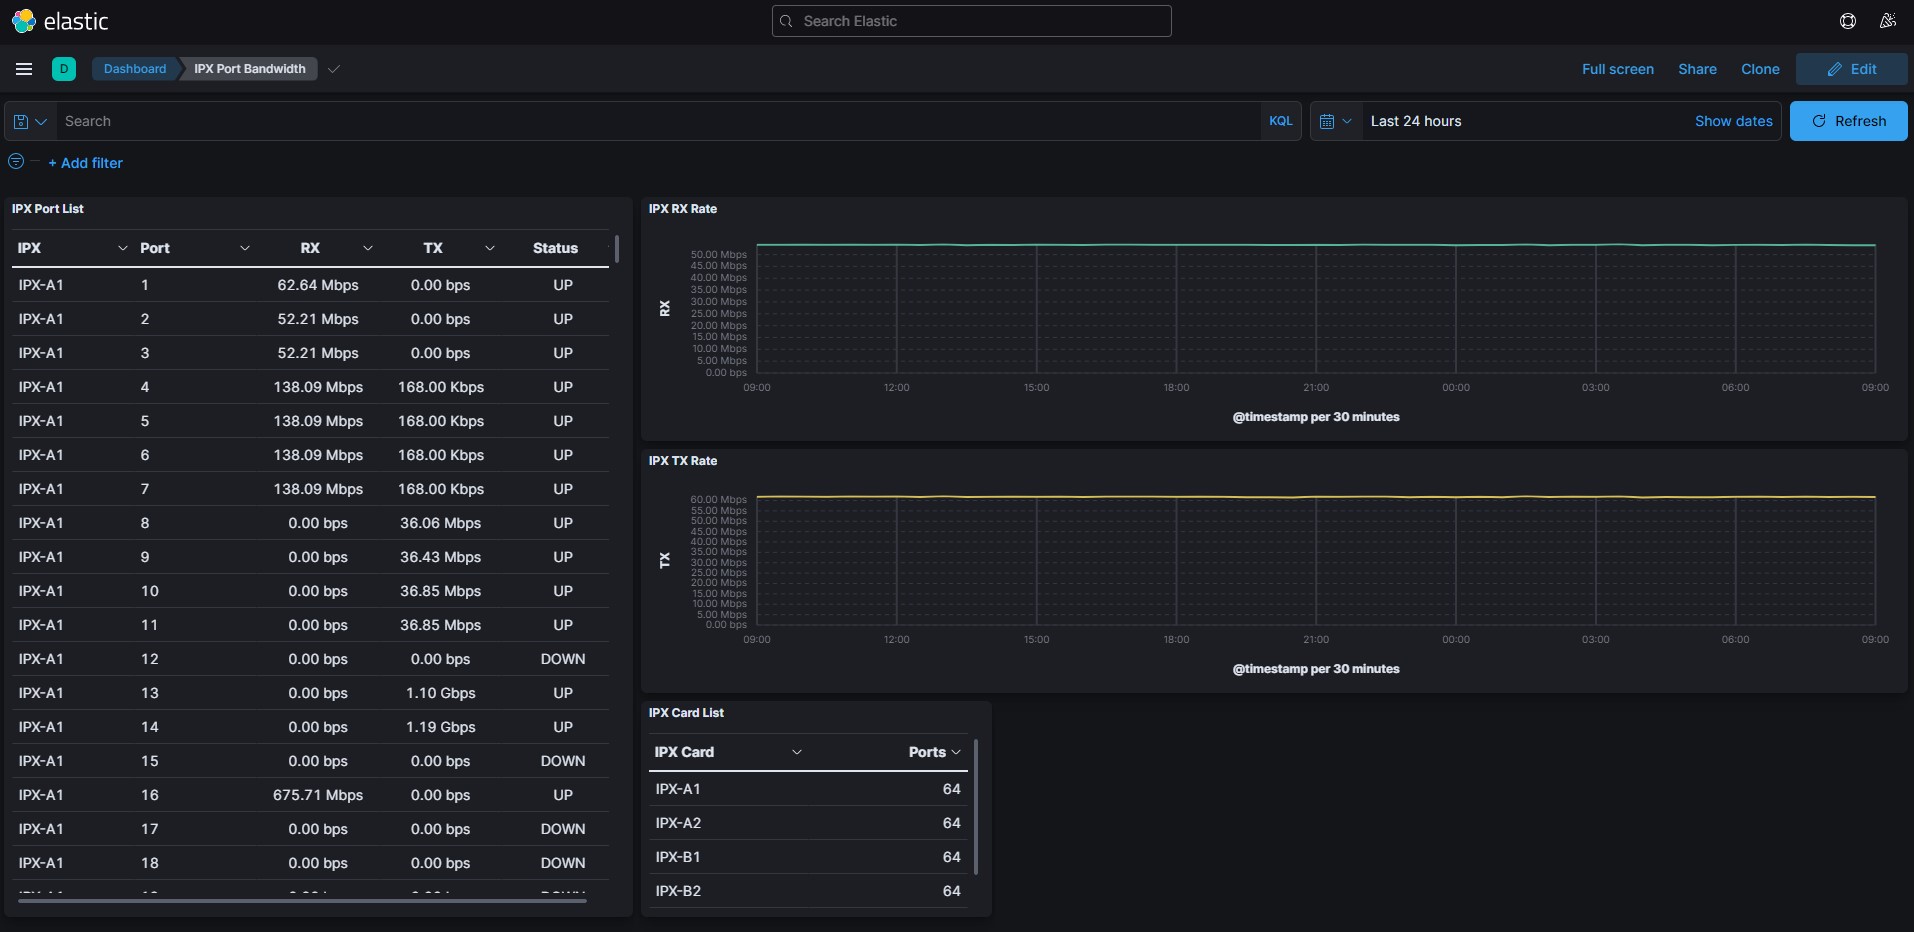 elastic
Search Elastic
D
Dashboard
IPX Port Bandwidth
Full screen
Share
Clone
Edit
Search
KQL
Last 24 hours
Show dates
Refresh
+ Add filter
IPX Port List
IPX Port RX TX Status
IPX-A1 1 62.64 Mbps 0.00 bps UP
IPX-A1 2 52.21 Mbps 0.00 bps UP
IPX-A1 3 52.21 Mbps 0.00 bps UP
IPX-A1 4 138.09 Mbps 168.00 Kbps UP
IPX-A1 5 138.09 Mbps 168.00 Kbps UP
IPX-A1 6 138.09 Mbps 168.00 Kbps UP
IPX-A1 7 138.09 Mbps 168.00 Kbps UP
IPX-A1 8 0.00 bps 36.06 Mbps UP
IPX-A1 9 0.00 bps 36.43 Mbps UP
IPX-A1 10 0.00 bps 36.85 Mbps UP
IPX-A1 11 0.00 bps 36.85 Mbps UP
IPX-A1 12 0.00 bps 0.00 bps DOWN
IPX-A1 13 0.00 bps 1.10 Gbps UP
IPX-A1 14 0.00 bps 1.19 Gbps UP
IPX-A1 15 0.00 bps 0.00 bps DOWN
IPX-A1 16 675.71 Mbps 0.00 bps UP
IPX-A1 17 0.00 bps 0.00 bps DOWN
IPX-A1 18 0.00 bps 0.00 bps DOWN
IPX RX Rate
RX
50.00 Mbps
45.00 Mbps
40.00 Mbps
35.00 Mbps
30.00 Mbps
25.00 Mbps
20.00 Mbps
15.00 Mbps
10.00 Mbps
5.00 Mbps
0.00 bps
09:00 12:00 15:00 18:00 21:00 00:00 03:00 06:00 09:00
@timestamp per 30 minutes
IPX TX Rate
TX
60.00 Mbps
55.00 Mbps
50.00 Mbps
45.00 Mbps
40.00 Mbps
35.00 Mbps
30.00 Mbps
25.00 Mbps
20.00 Mbps
15.00 Mbps
10.00 Mbps
5.00 Mbps
0.00 bps
09:00 12:00 15:00 18:00 21:00 00:00 03:00 06:00 09:00
@timestamp per 30 minutes
IPX Card List
IPX Card Ports
IPX-A1 64
IPX-A2 64
IPX-B1 64
IPX-B2 64